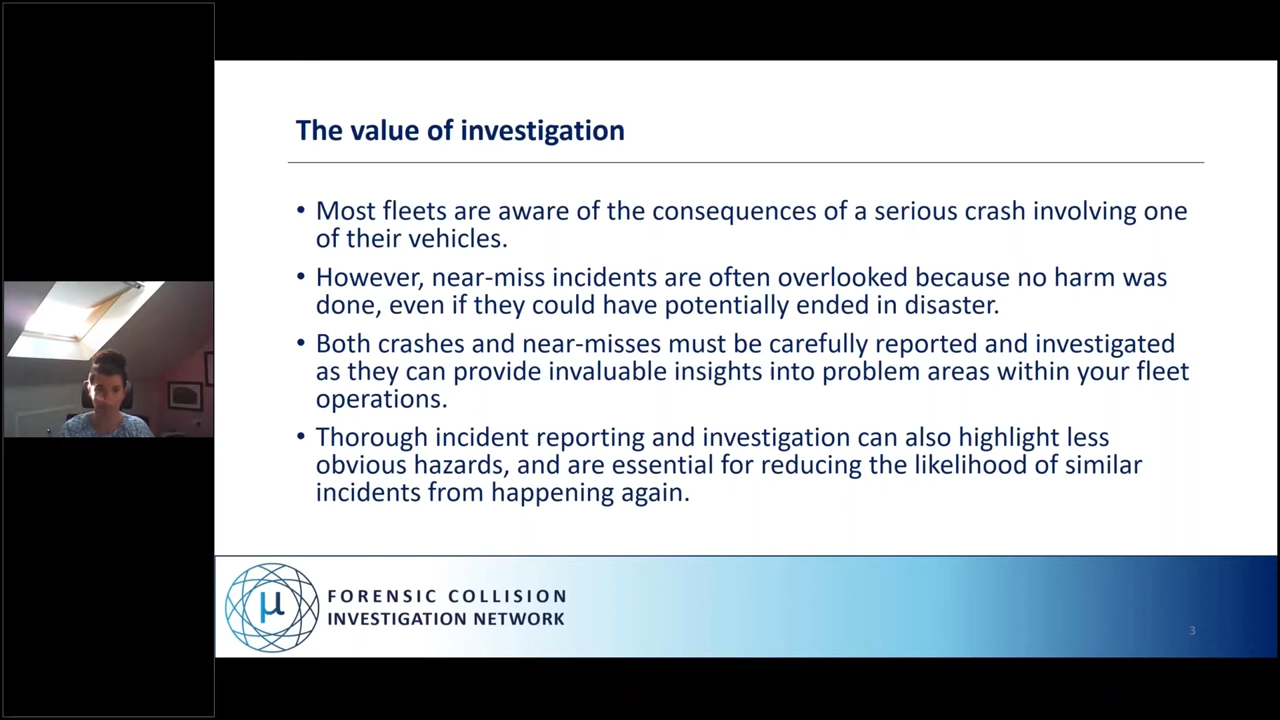 The value of investigation
• Most fleets are aware of the consequences of a serious crash involving one
of their vehicles.
• However, near-miss incidents are often overlooked because no harm was
done, even if they could have potentially ended in disaster.
• Both crashes and near-misses must be carefully reported and investigated
as they can provide invaluable insights into problem areas within your fleet
operations.
• Thorough incident reporting and investigation can also highlight less
obvious hazards, and are essential for reducing the likelihood of similar
incidents from happening again.
μ
FORENSIC COLLISION
INVESTIGATION NETWORK
3